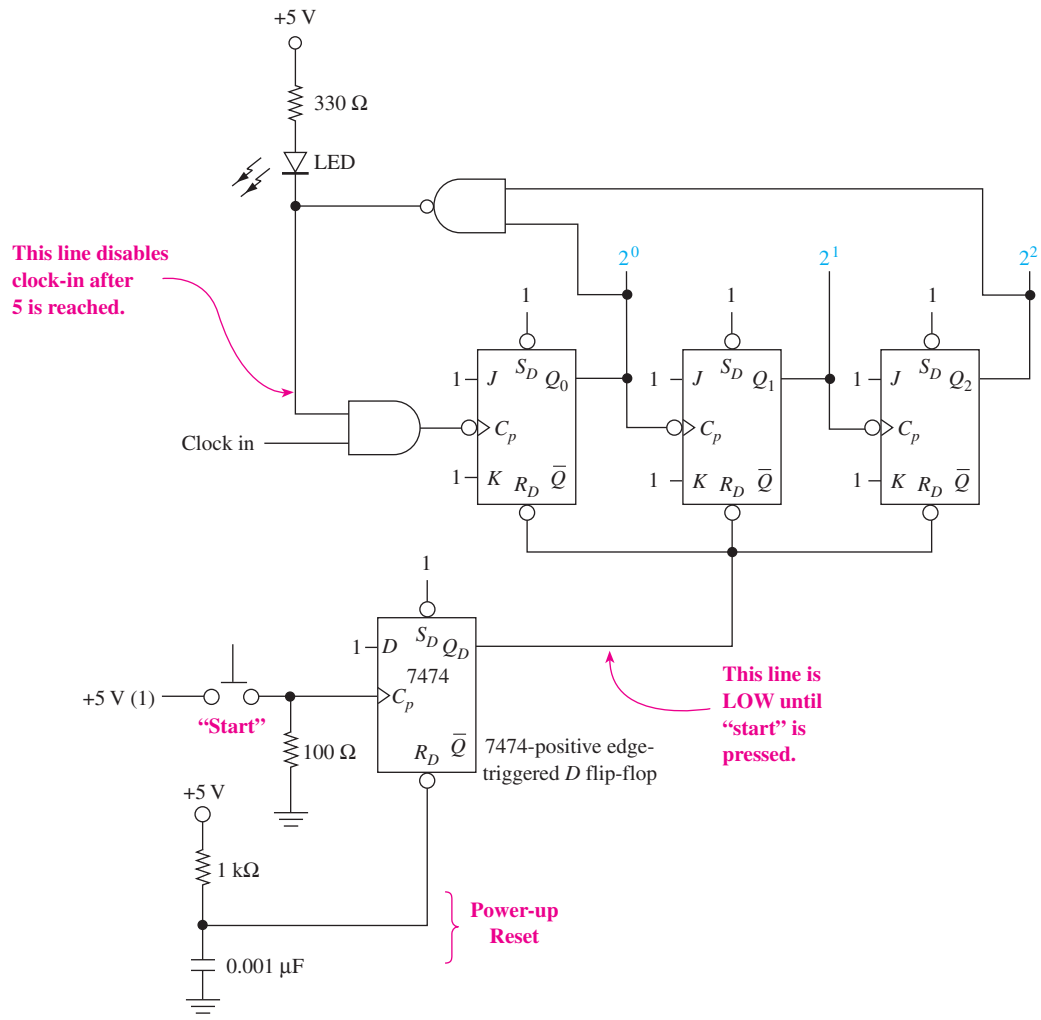 +5 V
330 Ω
LED
This line disables
clock-in after
5 is reached.
2⁰
2¹
2²
1
1
1
1
J
S_D
Q₀
1
J
S_D
Q₁
1
J
S_D
Q₂
Clock in
C_p
C_p
C_p
1
K
R_D
Q̅
1
K
R_D
Q̅
1
K
R_D
Q̅
1
1
D
S_D
Q_D
7474
+5 V (1)
C_p
"Start"
100 Ω
R_D
Q̅
7474-positive edge-
triggered D flip-flop
This line is
LOW until
"start" is
pressed.
+5 V
1 kΩ
Power-up
Reset
0.001 μF